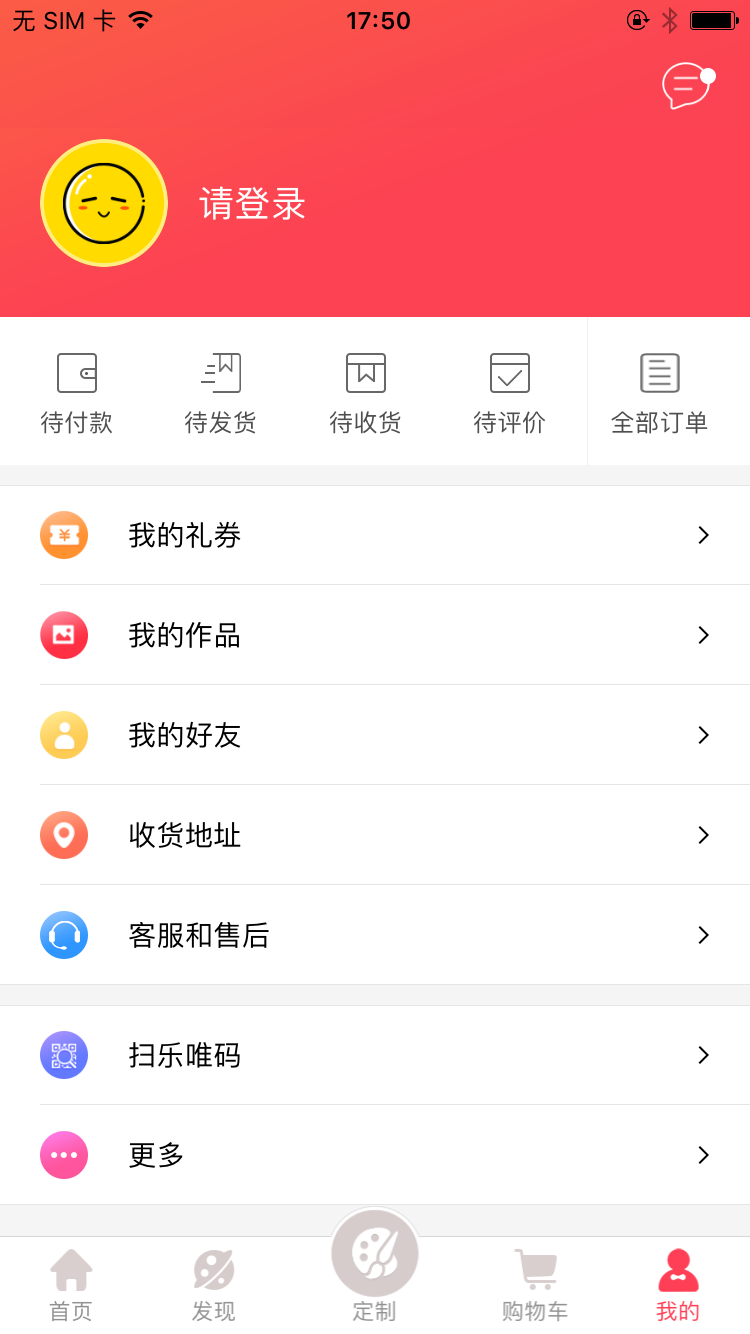 无 SIM 卡 17:50
请登录
待付款 待发货 待收货 待评价 全部订单
我的礼券
我的作品
我的好友
收货地址
客服和售后
扫乐唯码
更多
首页 发现 定制 购物车 我的